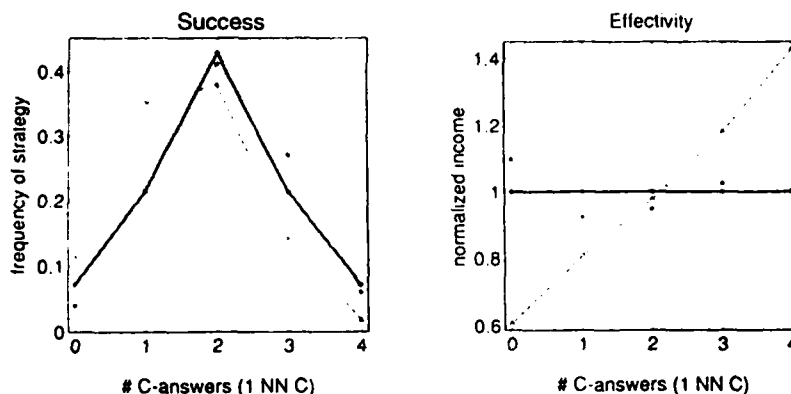 Success
0.4
0.3
0.2
0.1
0
frequency of strategy
0 1 2 3 4
# C-answers (1 NN C)
Effectivity
1.4
1.2
1
0.8
0.6
normalized income
0 1 2 3 4
# C-answers (1 NN C)